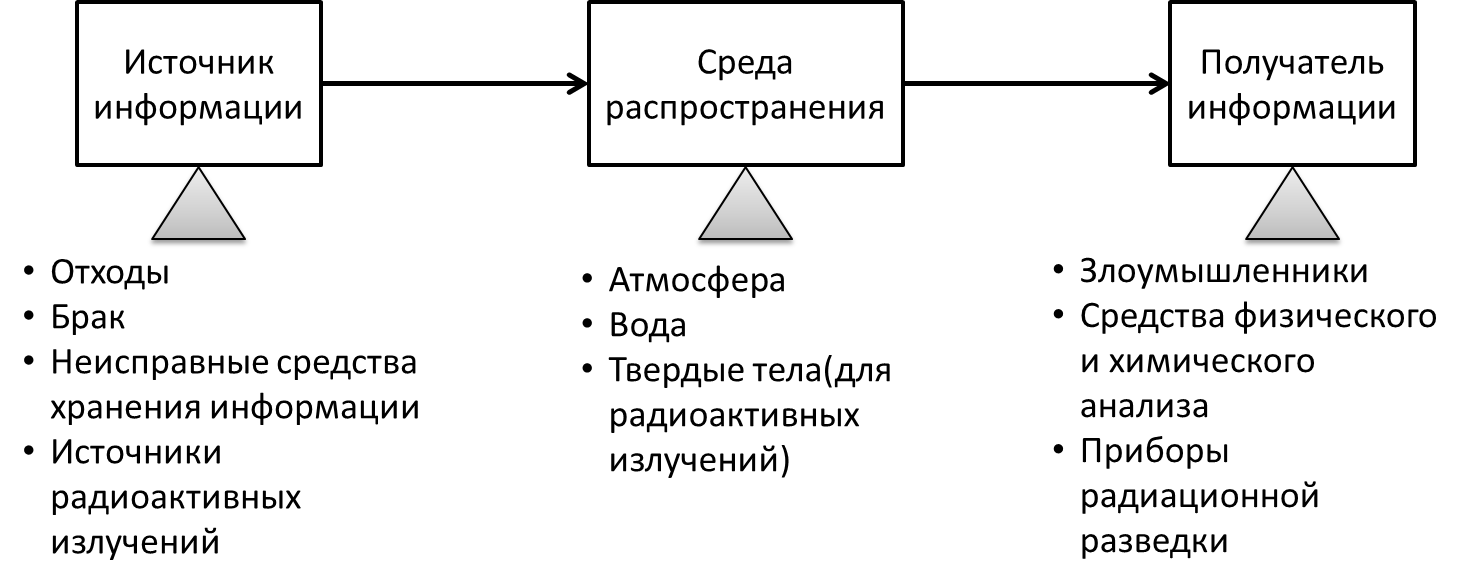 Источник
информации
Среда
распространения
Получатель
информации
• Отходы
• Брак
• Неисправные средства
хранения информации
• Источники
радиоактивных
излучений
• Атмосфера
• Вода
• Твердые тела(для
радиоактивных
излучений)
• Злоумышленники
• Средства физического
и химического
анализа
• Приборы
радиационной
разведки